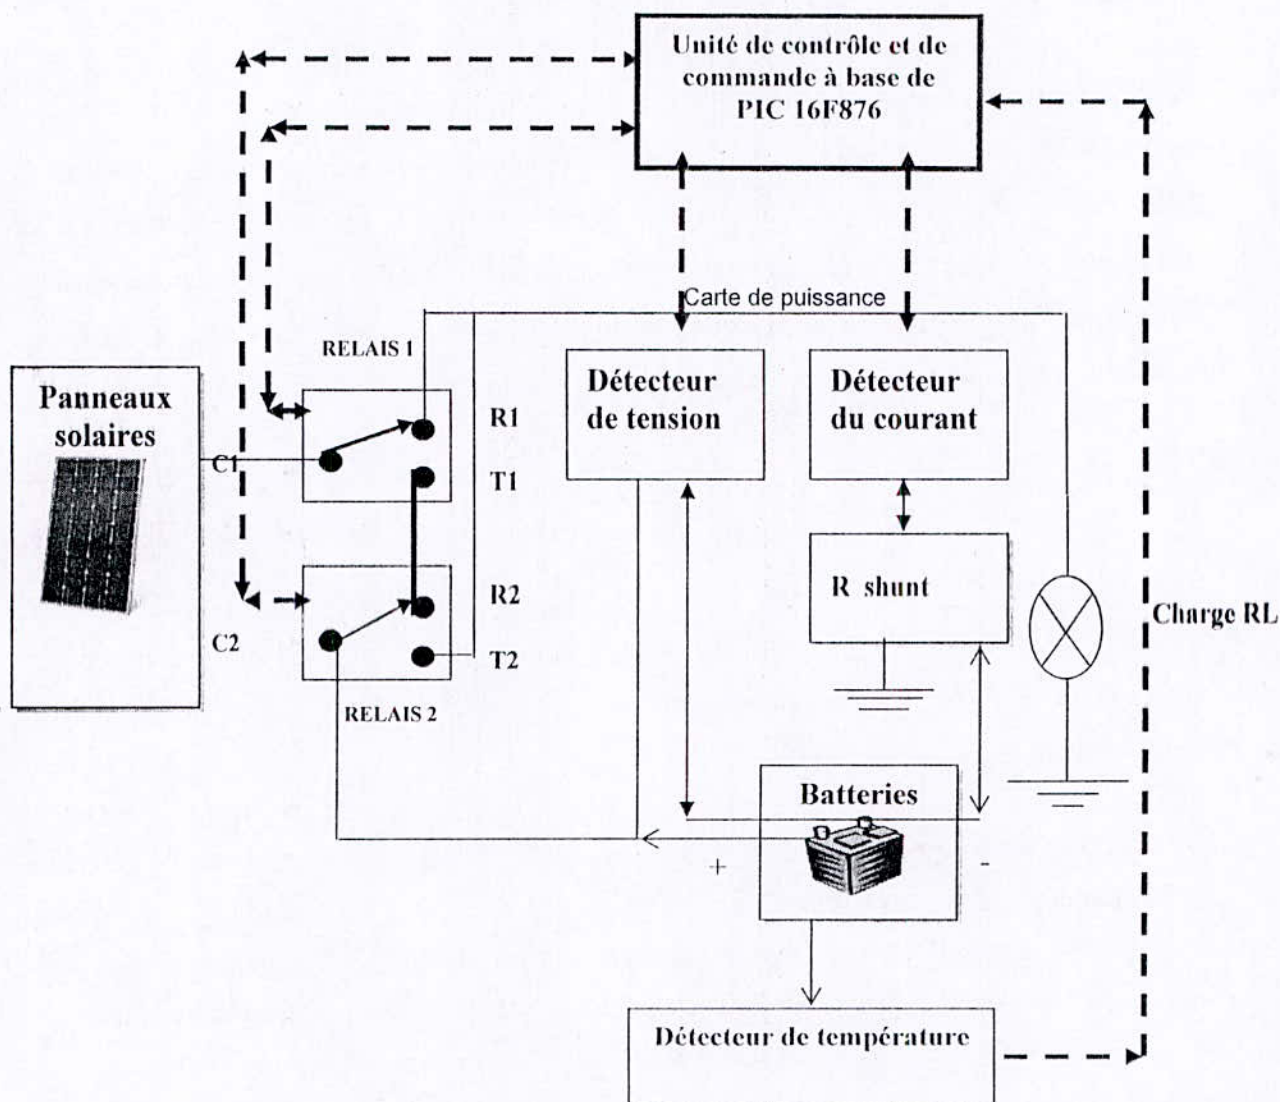 Unité de contrôle et de
commande à base de
PIC 16F876
Carte de puissance
RELAIS 1
Panneaux
solaires
C1
R1
T1
Détecteur
de tension
Détecteur
du courant
R shunt
R2
C2
T2
RELAIS 2
Charge RL
Batteries
+
-
Détecteur de température